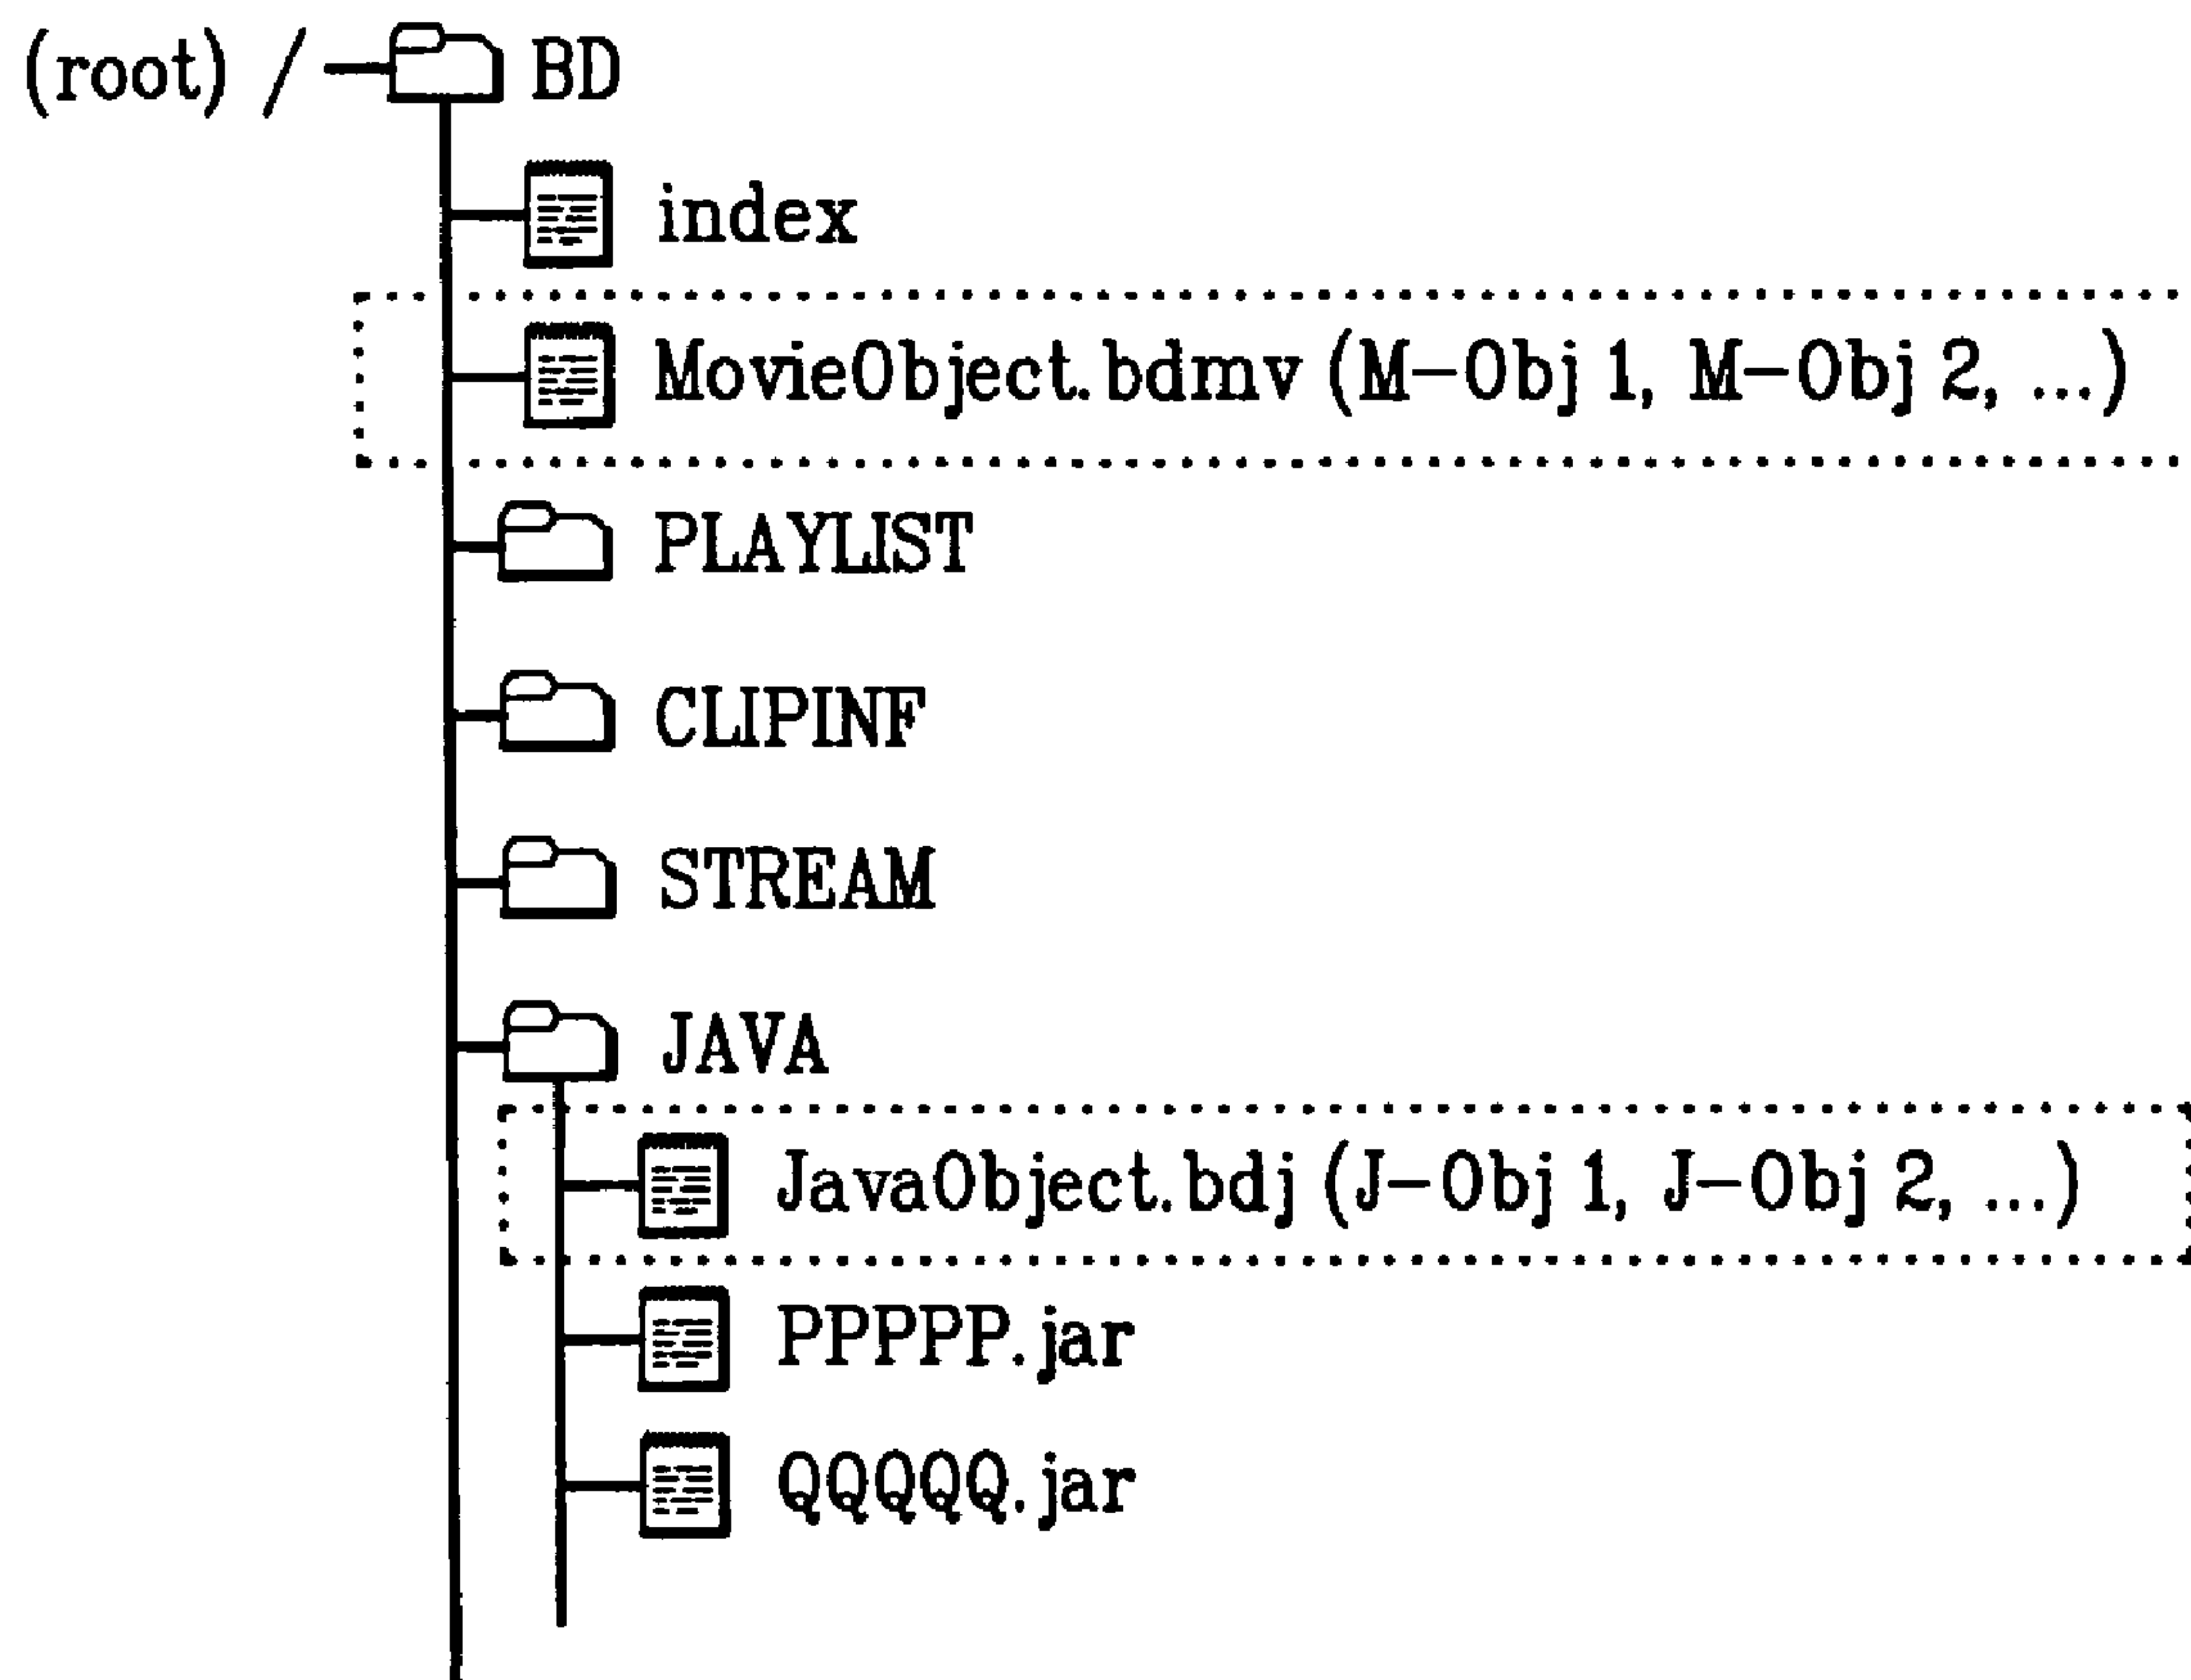 (root) / BD
index
MovieObject.bdmv (M-Obj 1, M-Obj 2, ...)
PLAYLIST
CLIPINF
STREAM
JAVA
JavaObject.bdj (J-Obj 1, J-Obj 2, ...)
PPPPP.jar
QQQQQ.jar